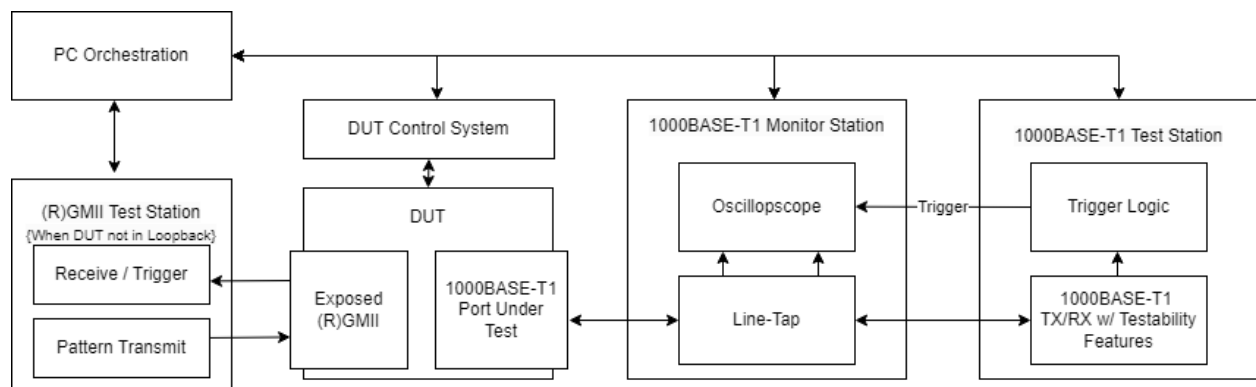 PC Orchestration
DUT Control System
1000BASE-T1 Monitor Station
1000BASE-T1 Test Station
(R)GMII Test Station
{When DUT not in Loopback}
Receive / Trigger
Pattern Transmit
DUT
Exposed
(R)GMII
1000BASE-T1
Port Under
Test
Oscillopscope
Line-Tap
Trigger
Trigger Logic
1000BASE-T1
TX/RX w/ Testability
Features